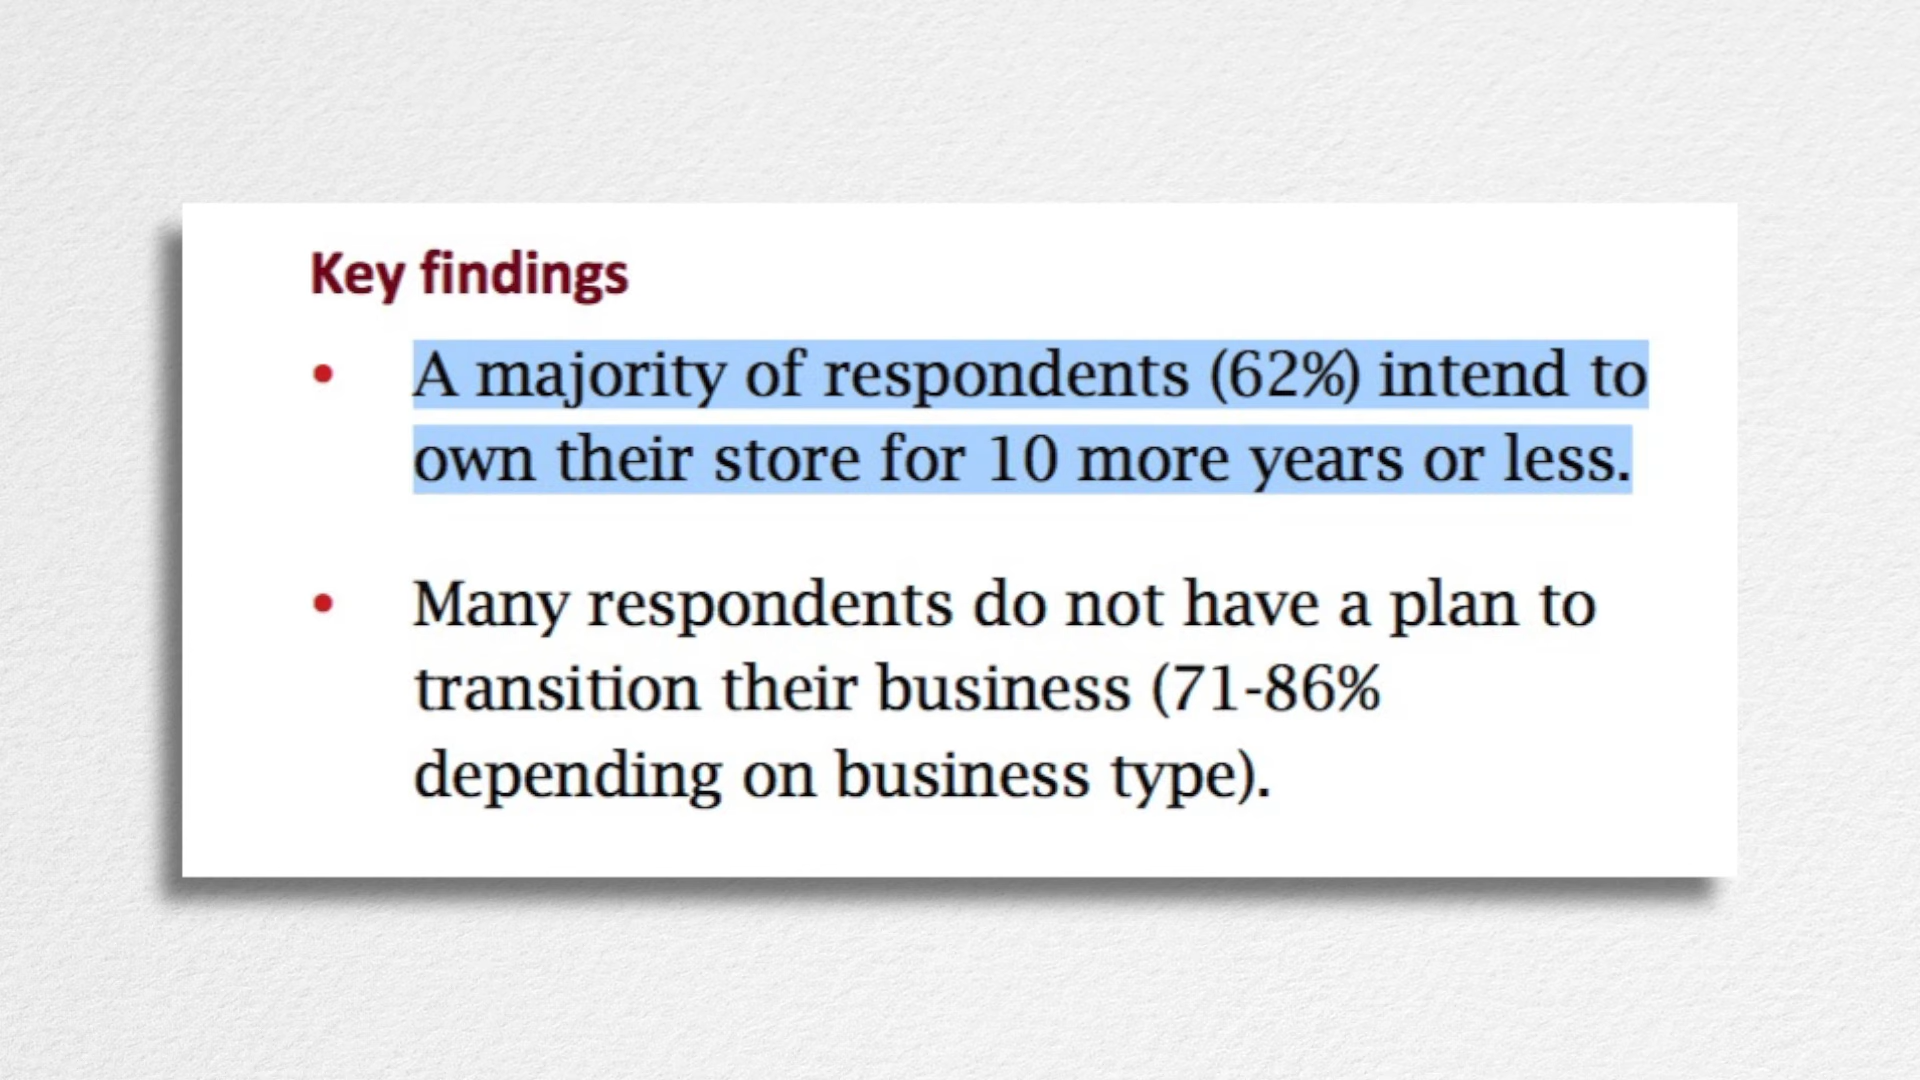 Key findings
• A majority of respondents (62%) intend to
own their store for 10 more years or less.
• Many respondents do not have a plan to
transition their business (71-86%
depending on business type).